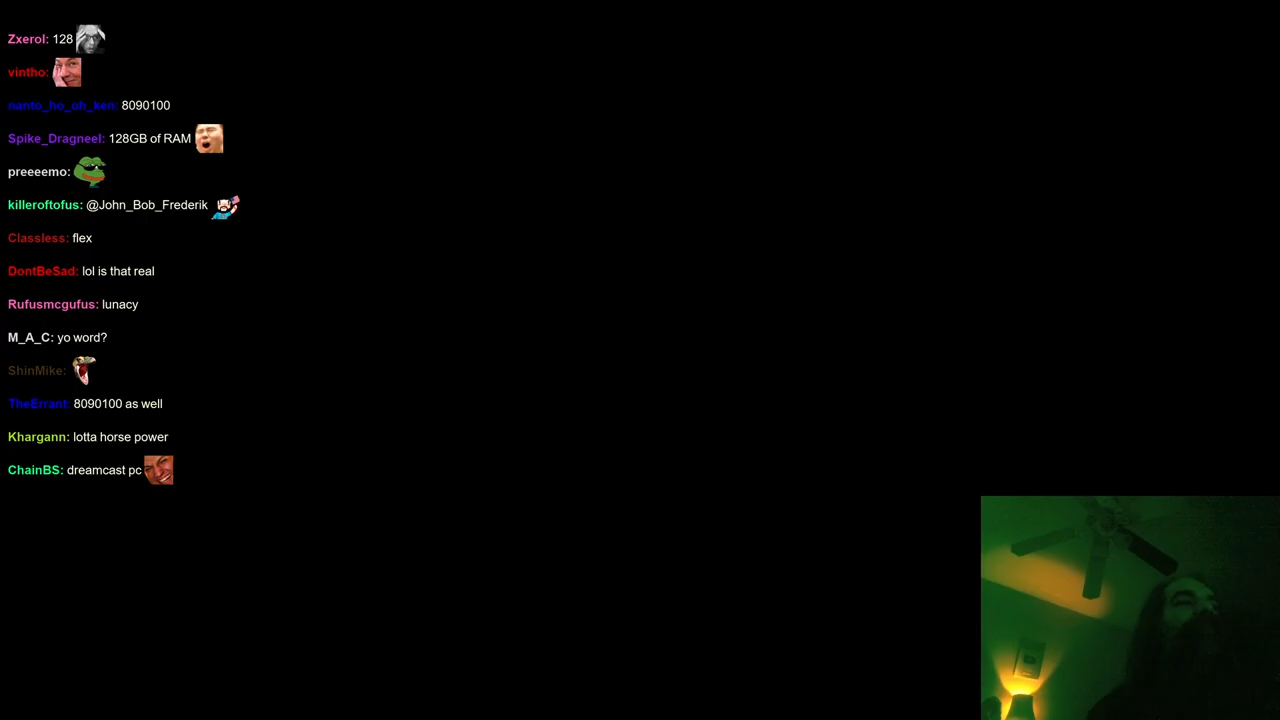 Zxerol: 128
vintho:
nanto_ho_oh_ken: 8090100
Spike_Dragneel: 128GB of RAM
preeeemo:
killeroftofus: @John_Bob_Frederik
Classless: flex
DontBeSad: lol is that real
Rufusmcgufus: lunacy
M_A_C: yo word?
ShinMike:
TheErrant: 8090100 as well
Khargann: lotta horse power
ChainBS: dreamcast pc